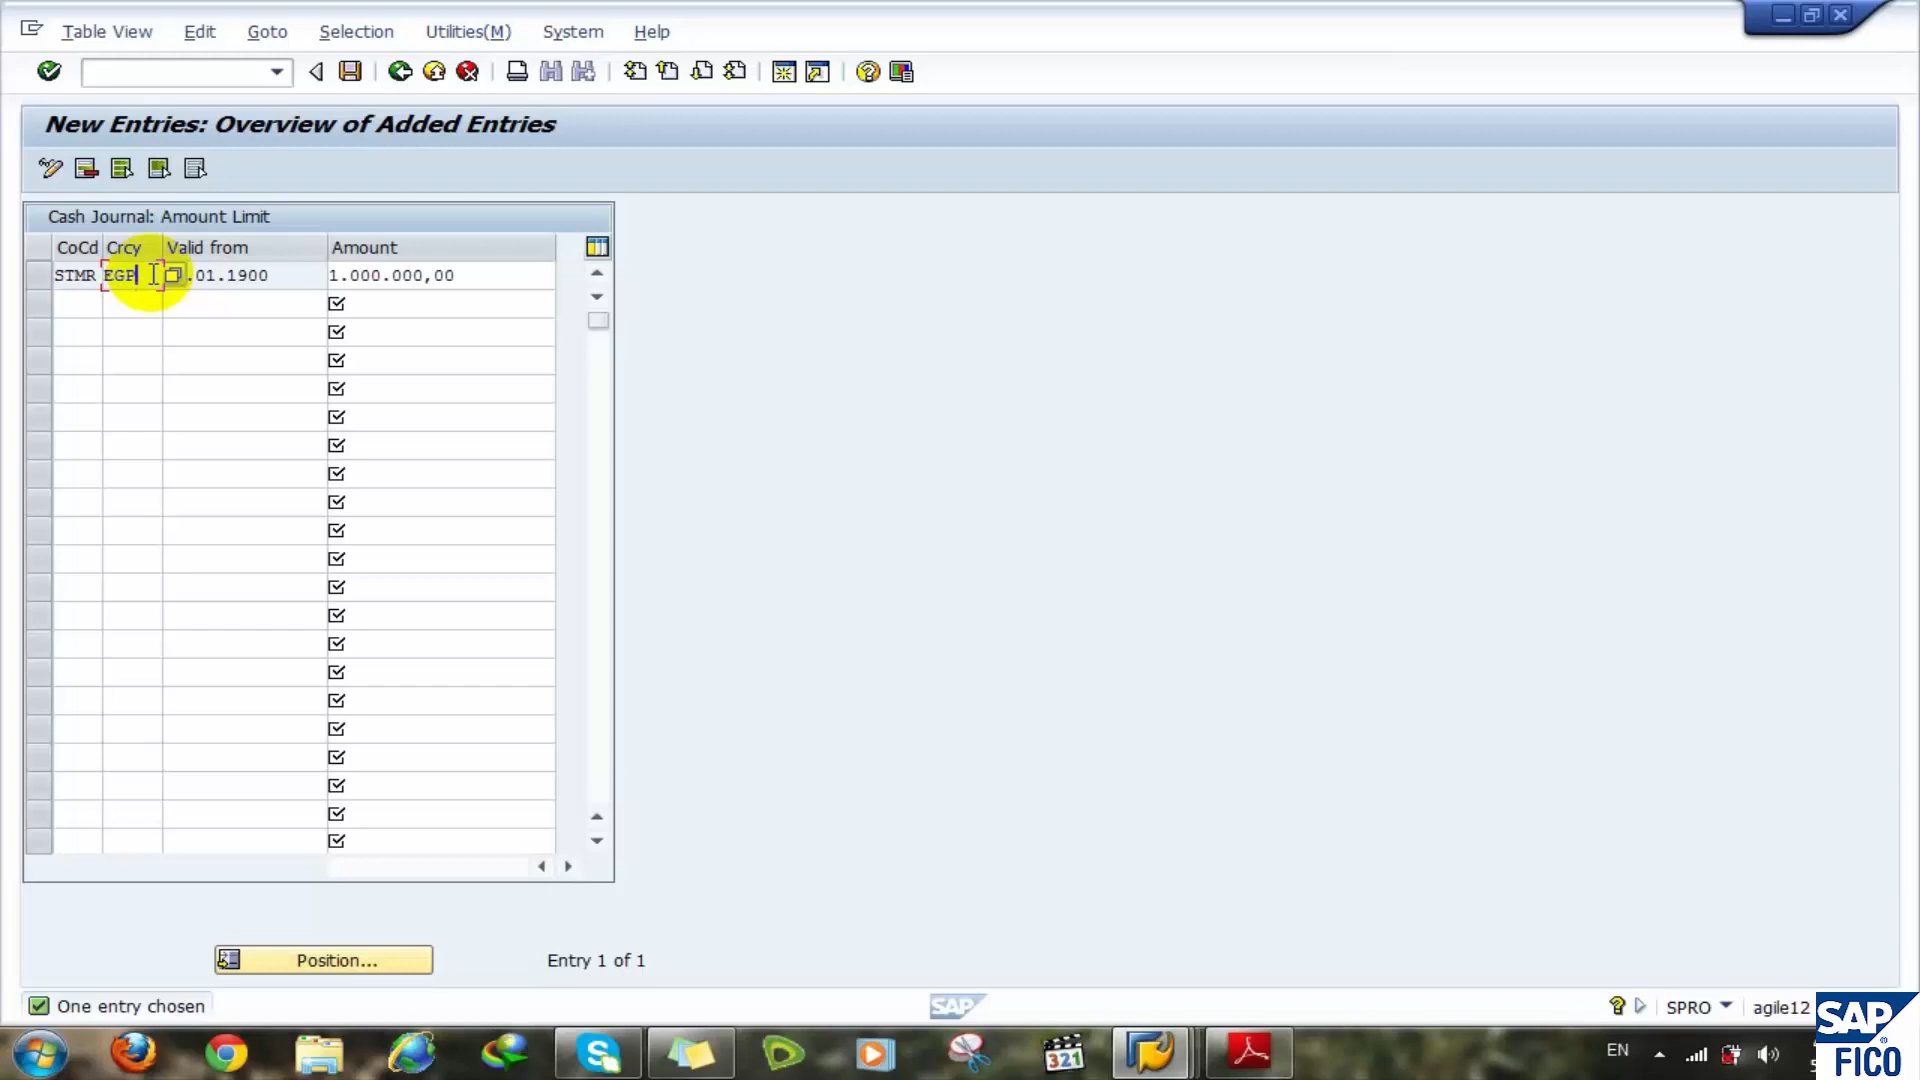 Table View Edit Goto Selection Utilities(M) System Help
New Entries: Overview of Added Entries
Cash Journal: Amount Limit
CoCd Crcy Valid from Amount
STMR EGP .01.1900 1.000.000,00
Position... Entry 1 of 1
One entry chosen
SAP
SPRO agile12
SAP
FICO
321
EN